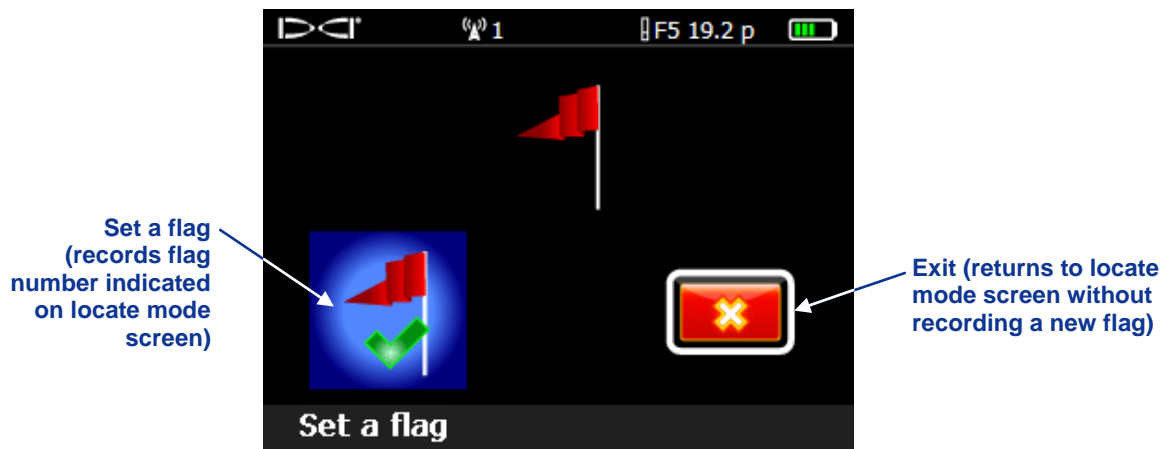 DCI
1
F5 19.2 p
Set a flag
(records flag
number indicated
on locate mode
screen)
Exit (returns to locate
mode screen without
recording a new flag)
Set a flag